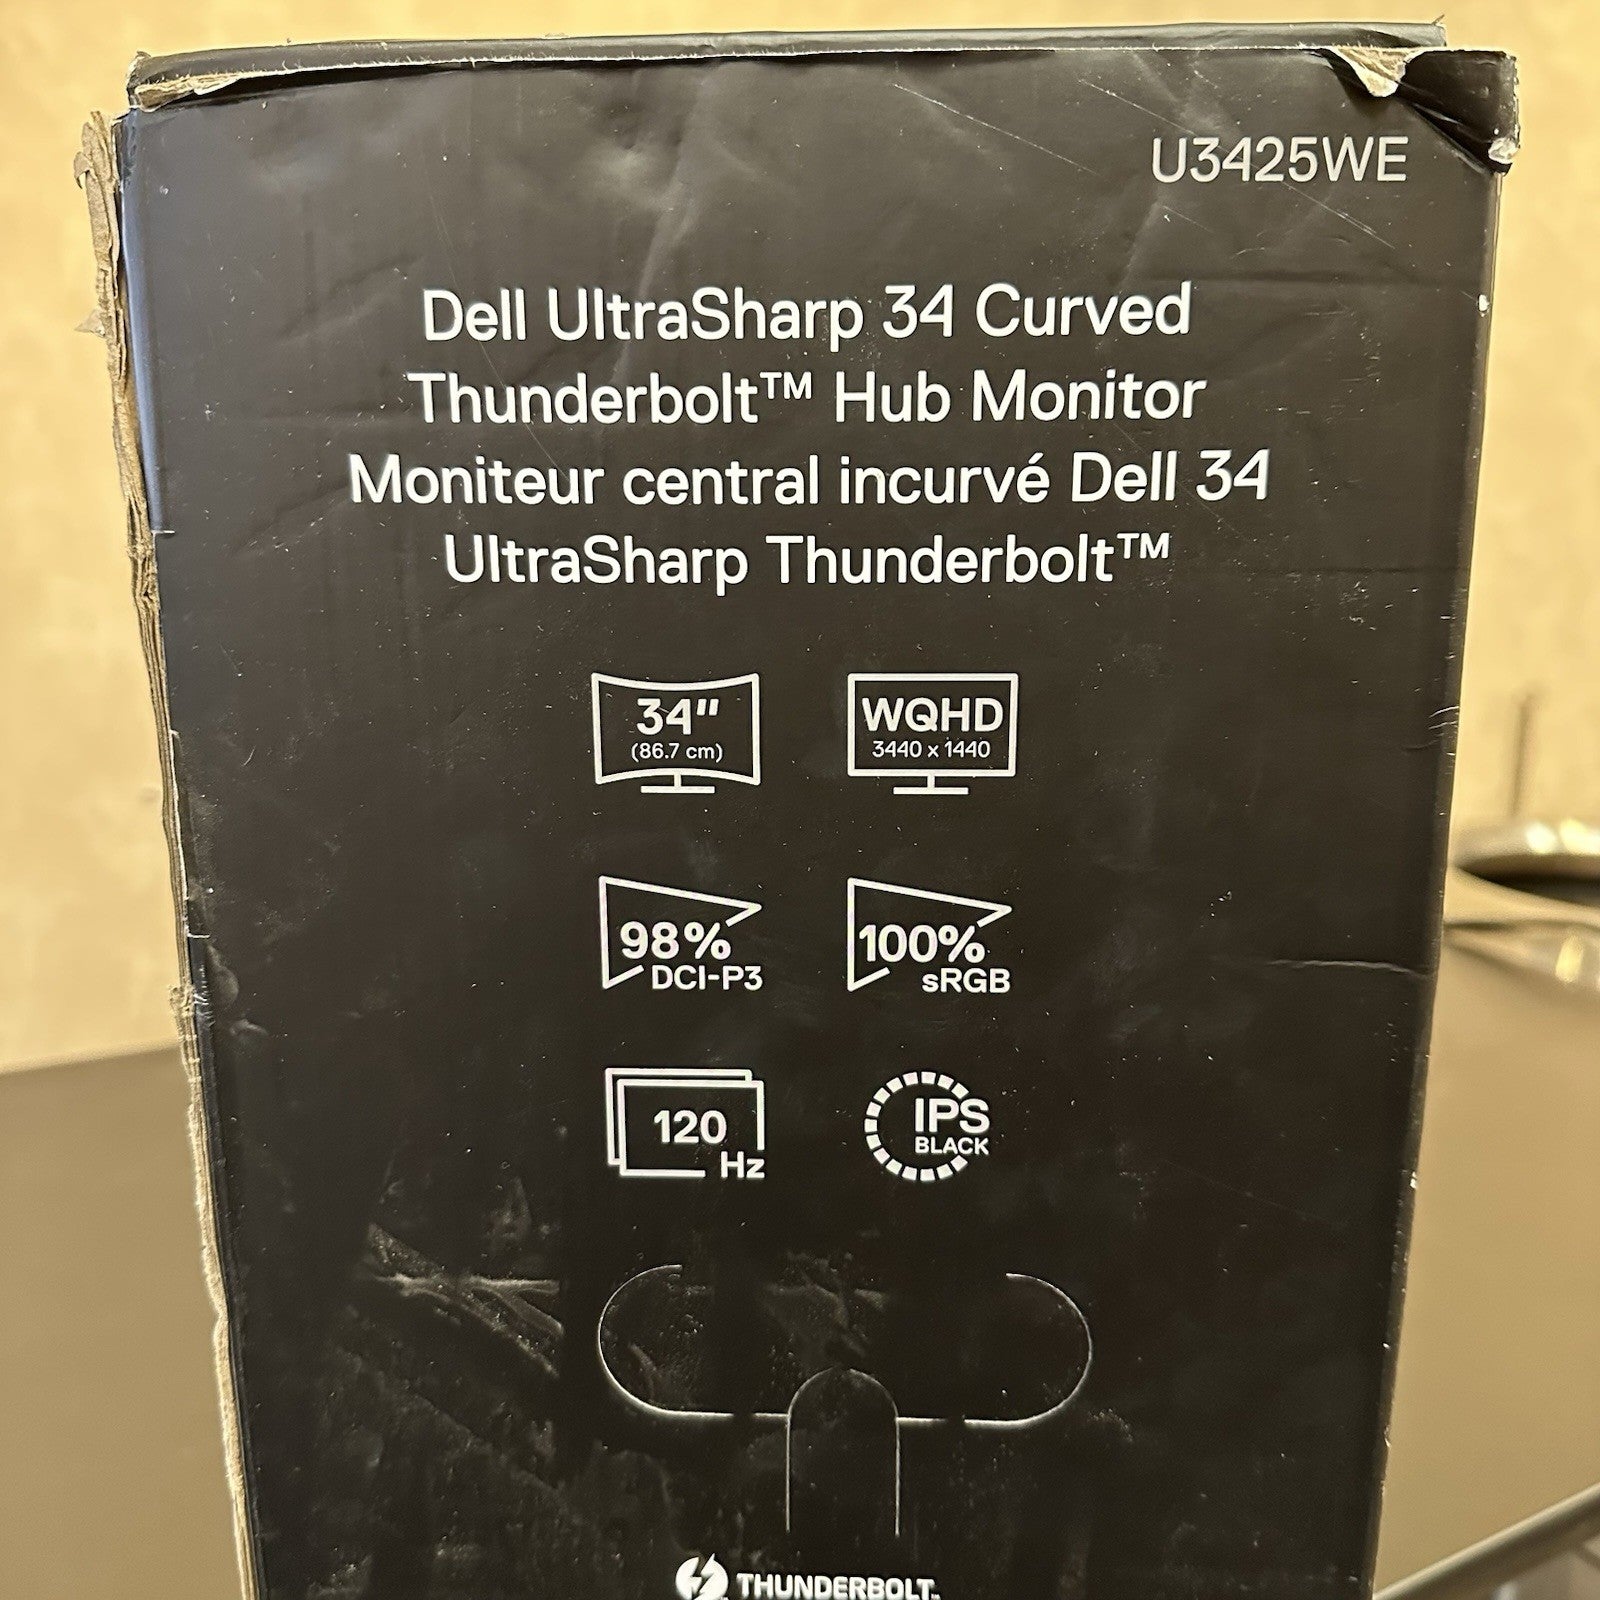 U3425WE
Dell UltraSharp 34 Curved
Thunderbolt™ Hub Monitor
Moniteur central incurvé Dell 34
UltraSharp Thunderbolt™
34"
(86.7 cm)
WQHD
3440 x 1440
98%
DCI-P3
100%
sRGB
120
Hz
IPS
BLACK
THUNDERBOLT™